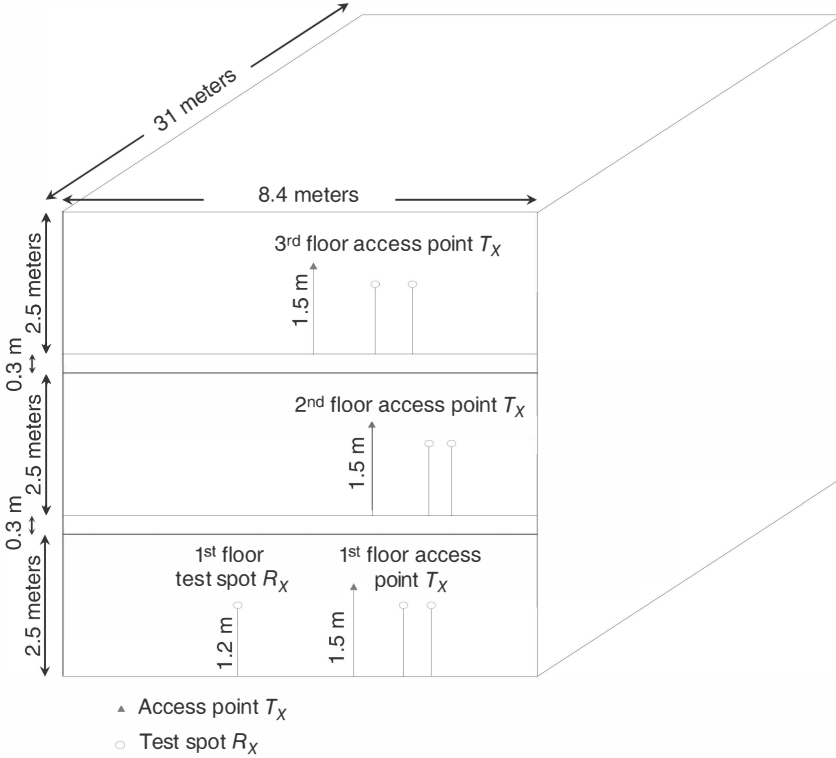 31 meters
8.4 meters
2.5 meters
3rd floor access point TX
1.5 m
0.3 m
2.5 meters
2nd floor access point TX
1.5 m
0.3 m
2.5 meters
1st floor
test spot RX
1st floor access
point TX
1.2 m
1.5 m
Access point TX
Test spot RX